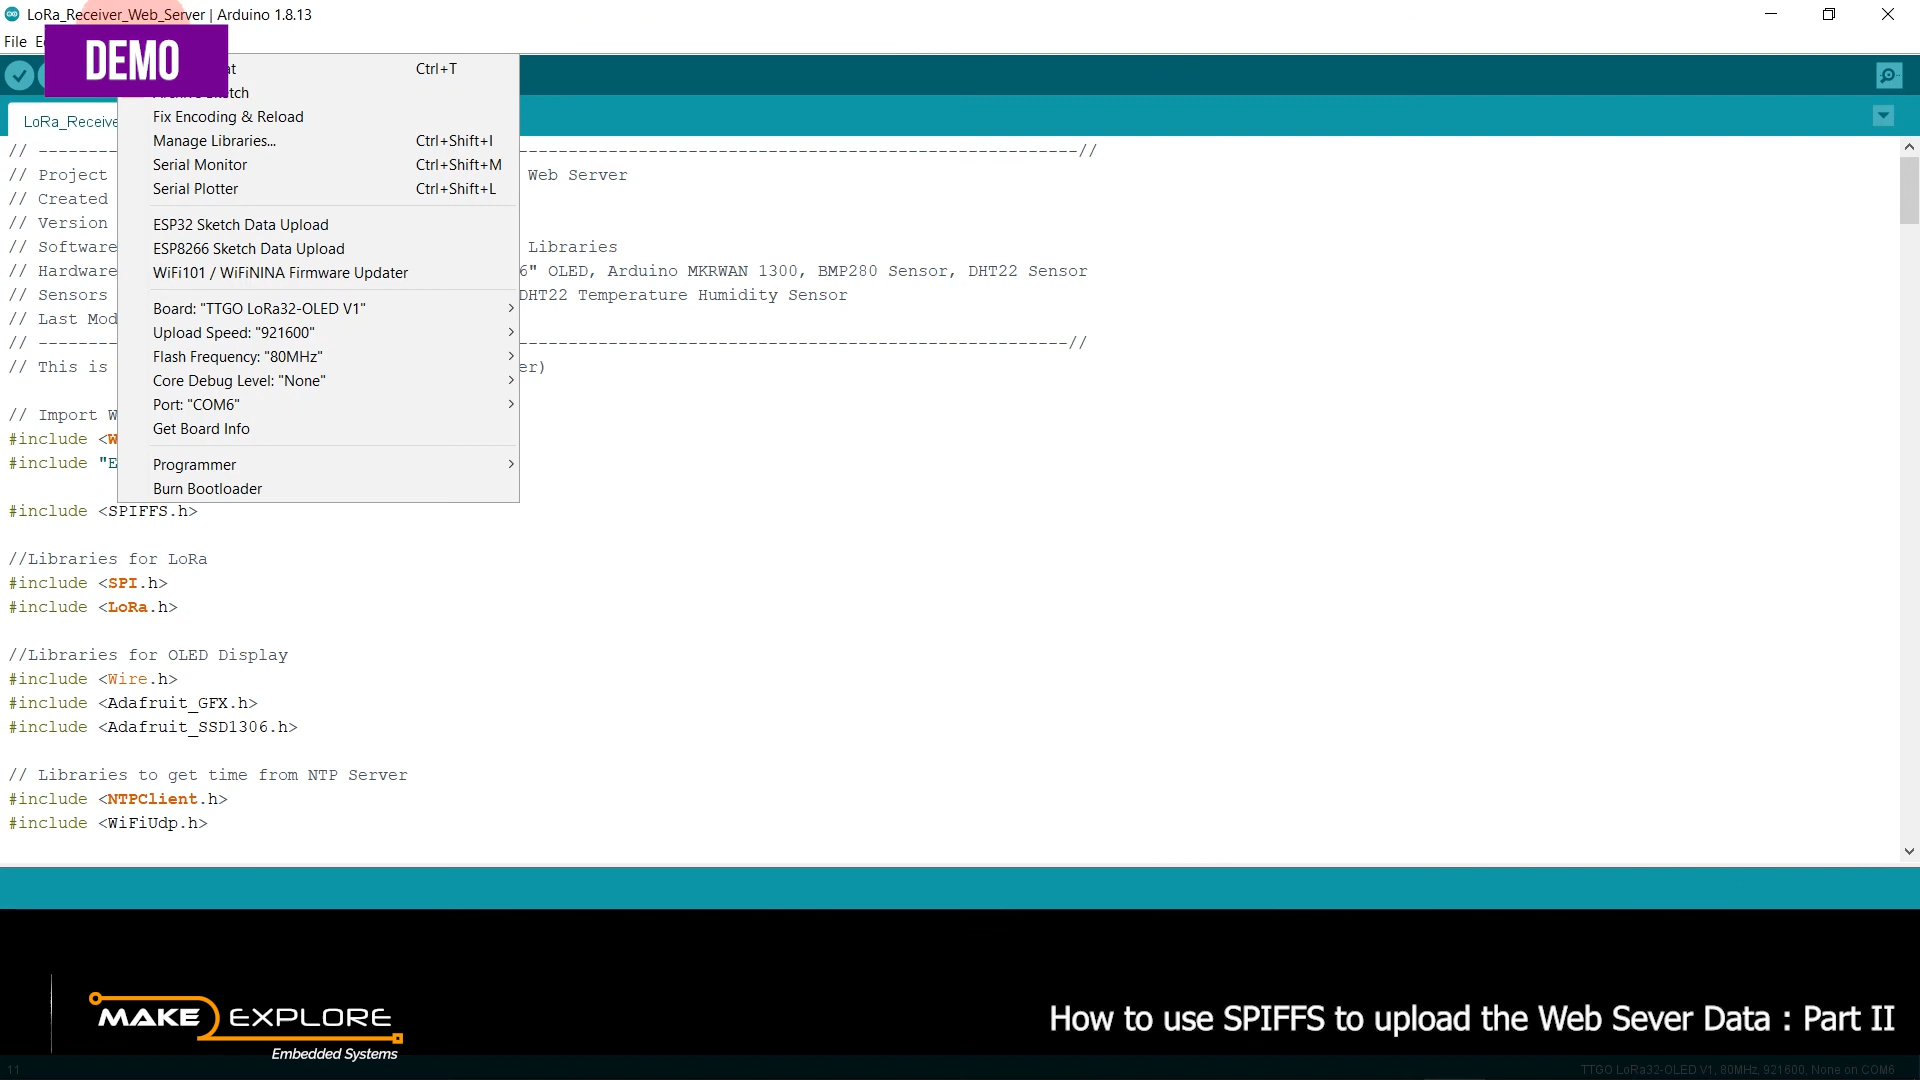 LoRa_Receiver_Web_Server | Arduino 1.8.13
File
DEMO
Ctrl+T
Fix Encoding & Reload
Manage Libraries... Ctrl+Shift+I
Serial Monitor Ctrl+Shift+M
Serial Plotter Ctrl+Shift+L
ESP32 Sketch Data Upload
ESP8266 Sketch Data Upload
WiFi101 / WiFiNINA Firmware Updater
Board: "TTGO LoRa32-OLED V1"
Upload Speed: "921600"
Flash Frequency: "80MHz"
Core Debug Level: "None"
Port: "COM6"
Get Board Info
Programmer
Burn Bootloader
LoRa_Receive
// ------------------------------------------------------------------//
// Project Web Server
// Created
// Version
// Software Libraries
// Hardware 6" OLED, Arduino MKRWAN 1300, BMP280 Sensor, DHT22 Sensor
// Sensors DHT22 Temperature Humidity Sensor
// Last Mod
// -----------------------------------------------------------------//
// This is er)
// Import W
#include <W
#include "E
#include <SPIFFS.h>
//Libraries for LoRa
#include <SPI.h>
#include <LoRa.h>
//Libraries for OLED Display
#include <Wire.h>
#include <Adafruit_GFX.h>
#include <Adafruit_SSD1306.h>
// Libraries to get time from NTP Server
#include <NTPClient.h>
#include <WiFiUdp.h>
MAKE EXPLORE
Embedded Systems
How to use SPIFFS to upload the Web Sever Data : Part II
11
TTGO LoRa32-OLED V1, 80MHz, 921600, None on COM6